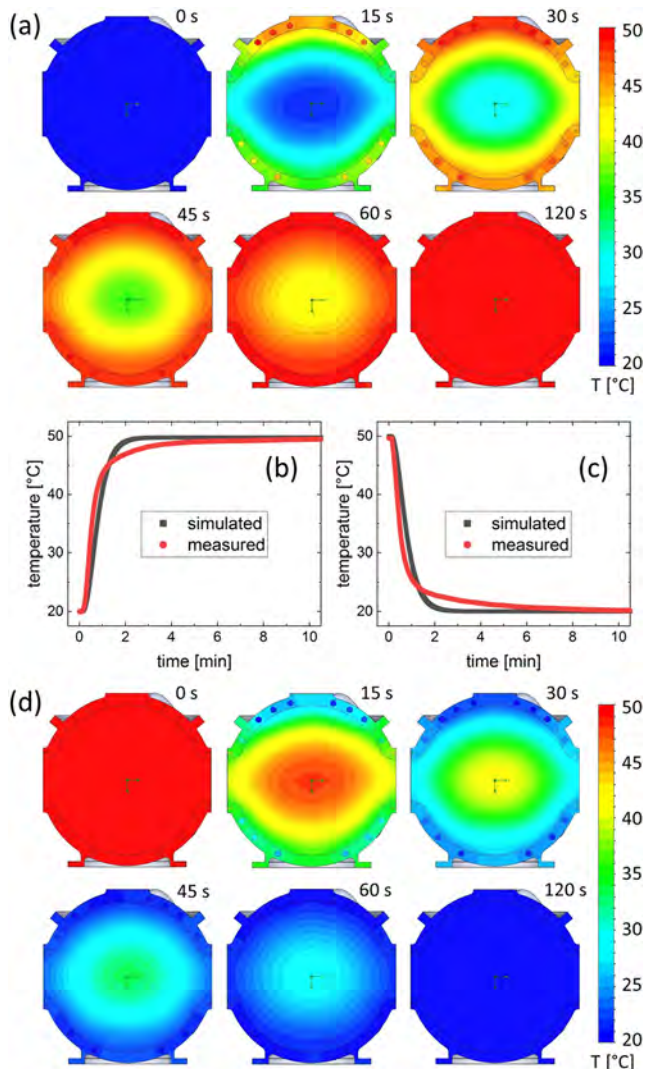 (a)
0 s
15 s
30 s
50
45
40
35
30
25
20
T [°C]
45 s
60 s
120 s
50
40
30
20
temperature [°C]
(b)
simulated
measured
0 2 4 6 8 10
time [min]
50
40
30
20
temperature [°C]
(c)
simulated
measured
0 2 4 6 8 10
time [min]
(d)
0 s
15 s
30 s
50
45
40
35
30
25
20
T [°C]
45 s
60 s
120 s